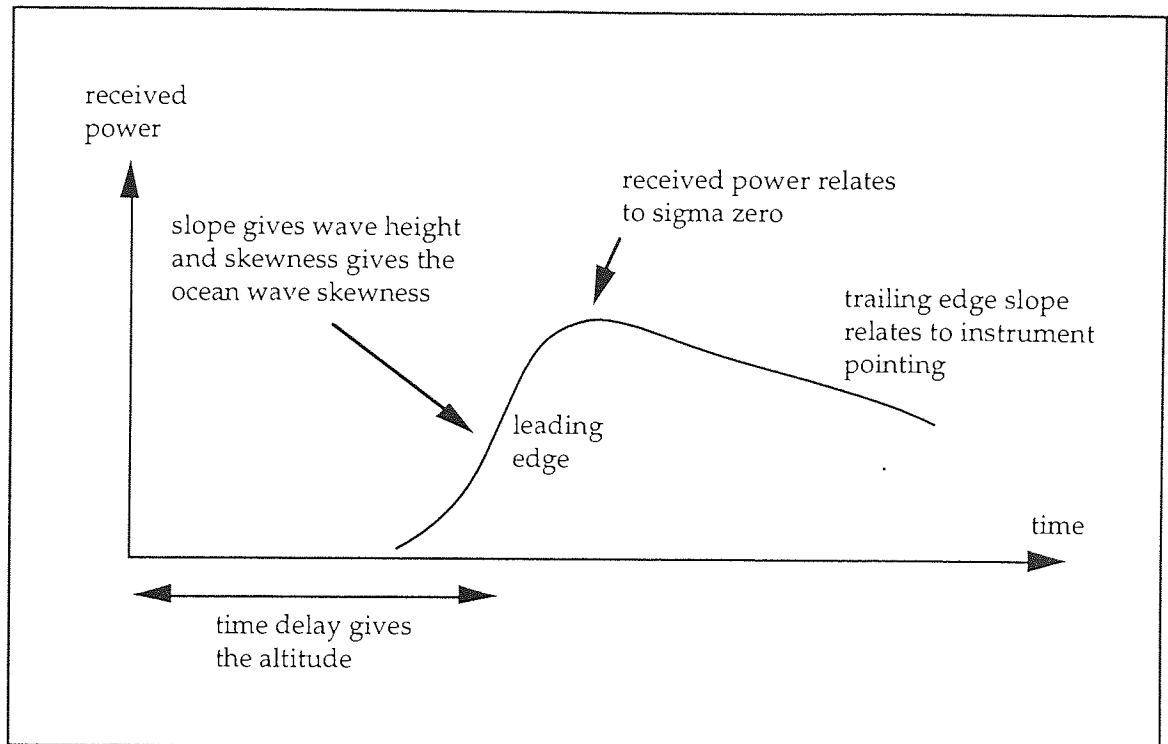 received
power
received power relates
to sigma zero
slope gives wave height
and skewness gives the
ocean wave skewness
trailing edge slope
relates to instrument
pointing
leading
edge
time
time delay gives
the altitude